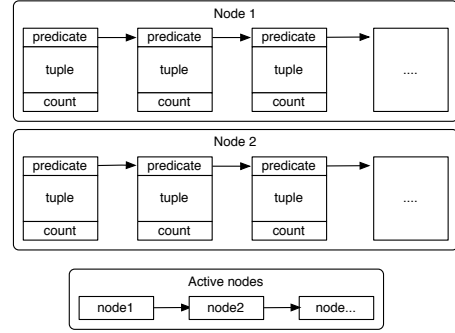 Node 1
predicate predicate predicate
tuple tuple tuple ....
count count count
Node 2
predicate predicate predicate
tuple tuple tuple ....
count count count
Active nodes
node1 node2 node...